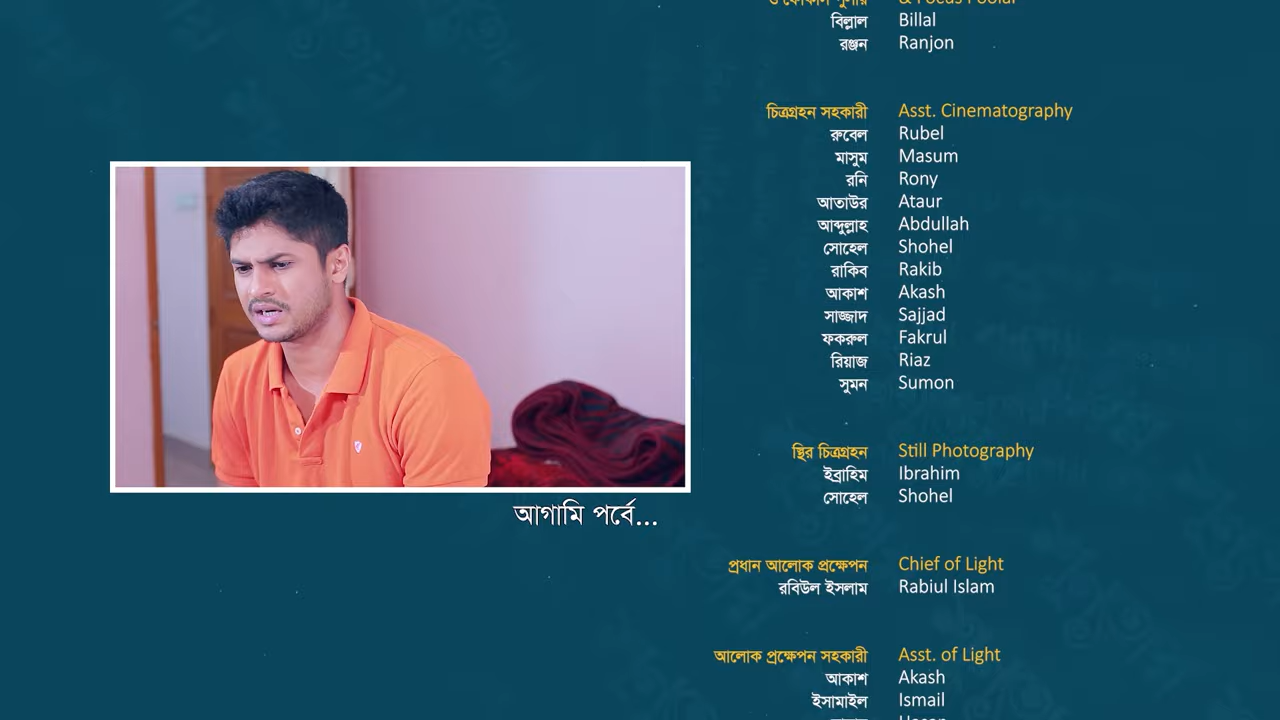 & Focus Poolar
বিল্লাল Billal
রঞ্জন Ranjon
চিত্রগ্রহন সহকারী Asst. Cinematography
রুবেল Rubel
মাসুম Masum
রনি Rony
আতাউর Ataur
আব্দুল্লাহ Abdullah
সোহেল Shohel
রাকিব Rakib
আকাশ Akash
সাজ্জাদ Sajjad
ফকরুল Fakrul
রিয়াজ Riaz
সুমন Sumon
স্থির চিত্রগ্রহন Still Photography
ইব্রাহিম Ibrahim
সোহেল Shohel
আগামি পর্বে...
প্রধান আলোক প্রক্ষেপন Chief of Light
রবিউল ইসলাম Rabiul Islam
আলোক প্রক্ষেপন সহকারী Asst. of Light
আকাশ Akash
ইসামাইল Ismail